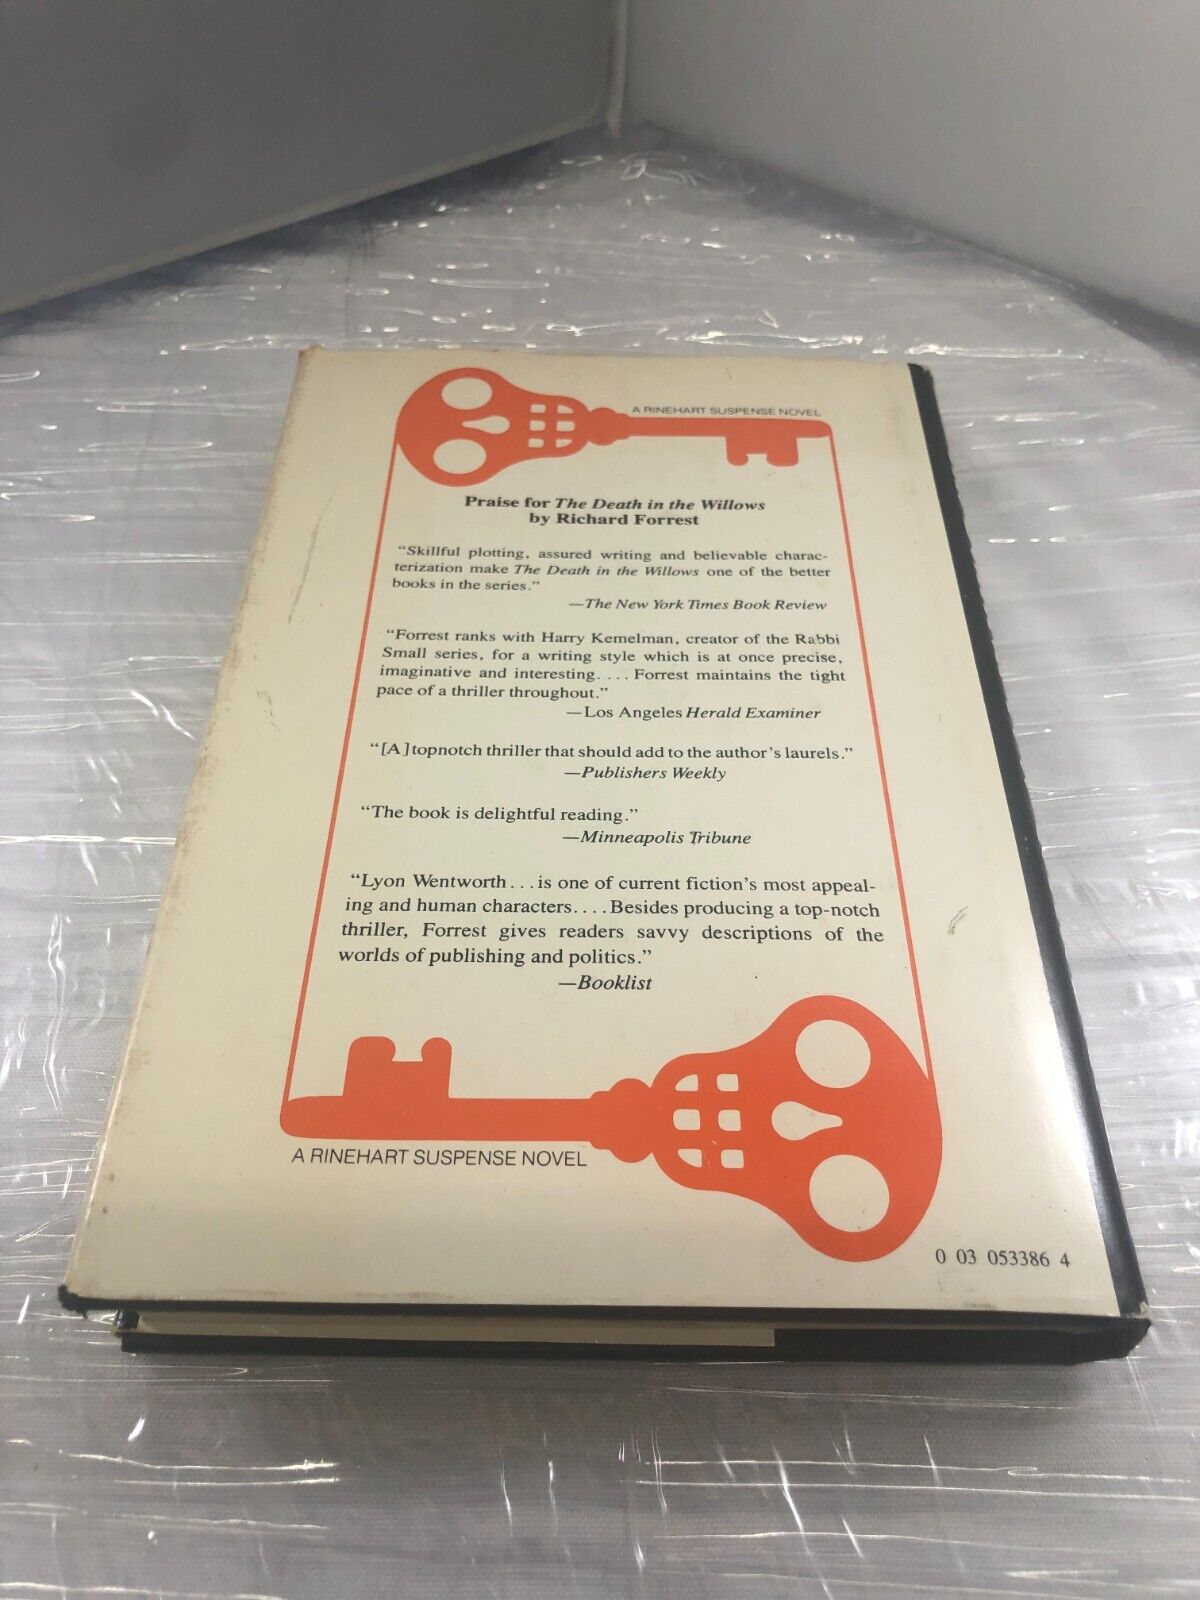 A RINEHART SUSPENSE NOVEL
Praise for The Death in the Willows
by Richard Forrest
“Skillful plotting, assured writing and believable charac-
terization make The Death in the Willows one of the better
books in the series.”
—The New York Times Book Review
“Forrest ranks with Harry Kemelman, creator of the Rabbi
Small series, for a writing style which is at once precise,
imaginative and interesting. . . . Forrest maintains the tight
pace of a thriller throughout.”
—Los Angeles Herald Examiner
“[A] topnotch thriller that should add to the author’s laurels.”
—Publishers Weekly
“The book is delightful reading.”
—Minneapolis Tribune
“Lyon Wentworth . . . is one of current fiction’s most appeal-
ing and human characters. . . . Besides producing a top-notch
thriller, Forrest gives readers savvy descriptions of the
worlds of publishing and politics.”
—Booklist
A RINEHART SUSPENSE NOVEL
0 03 053386 4